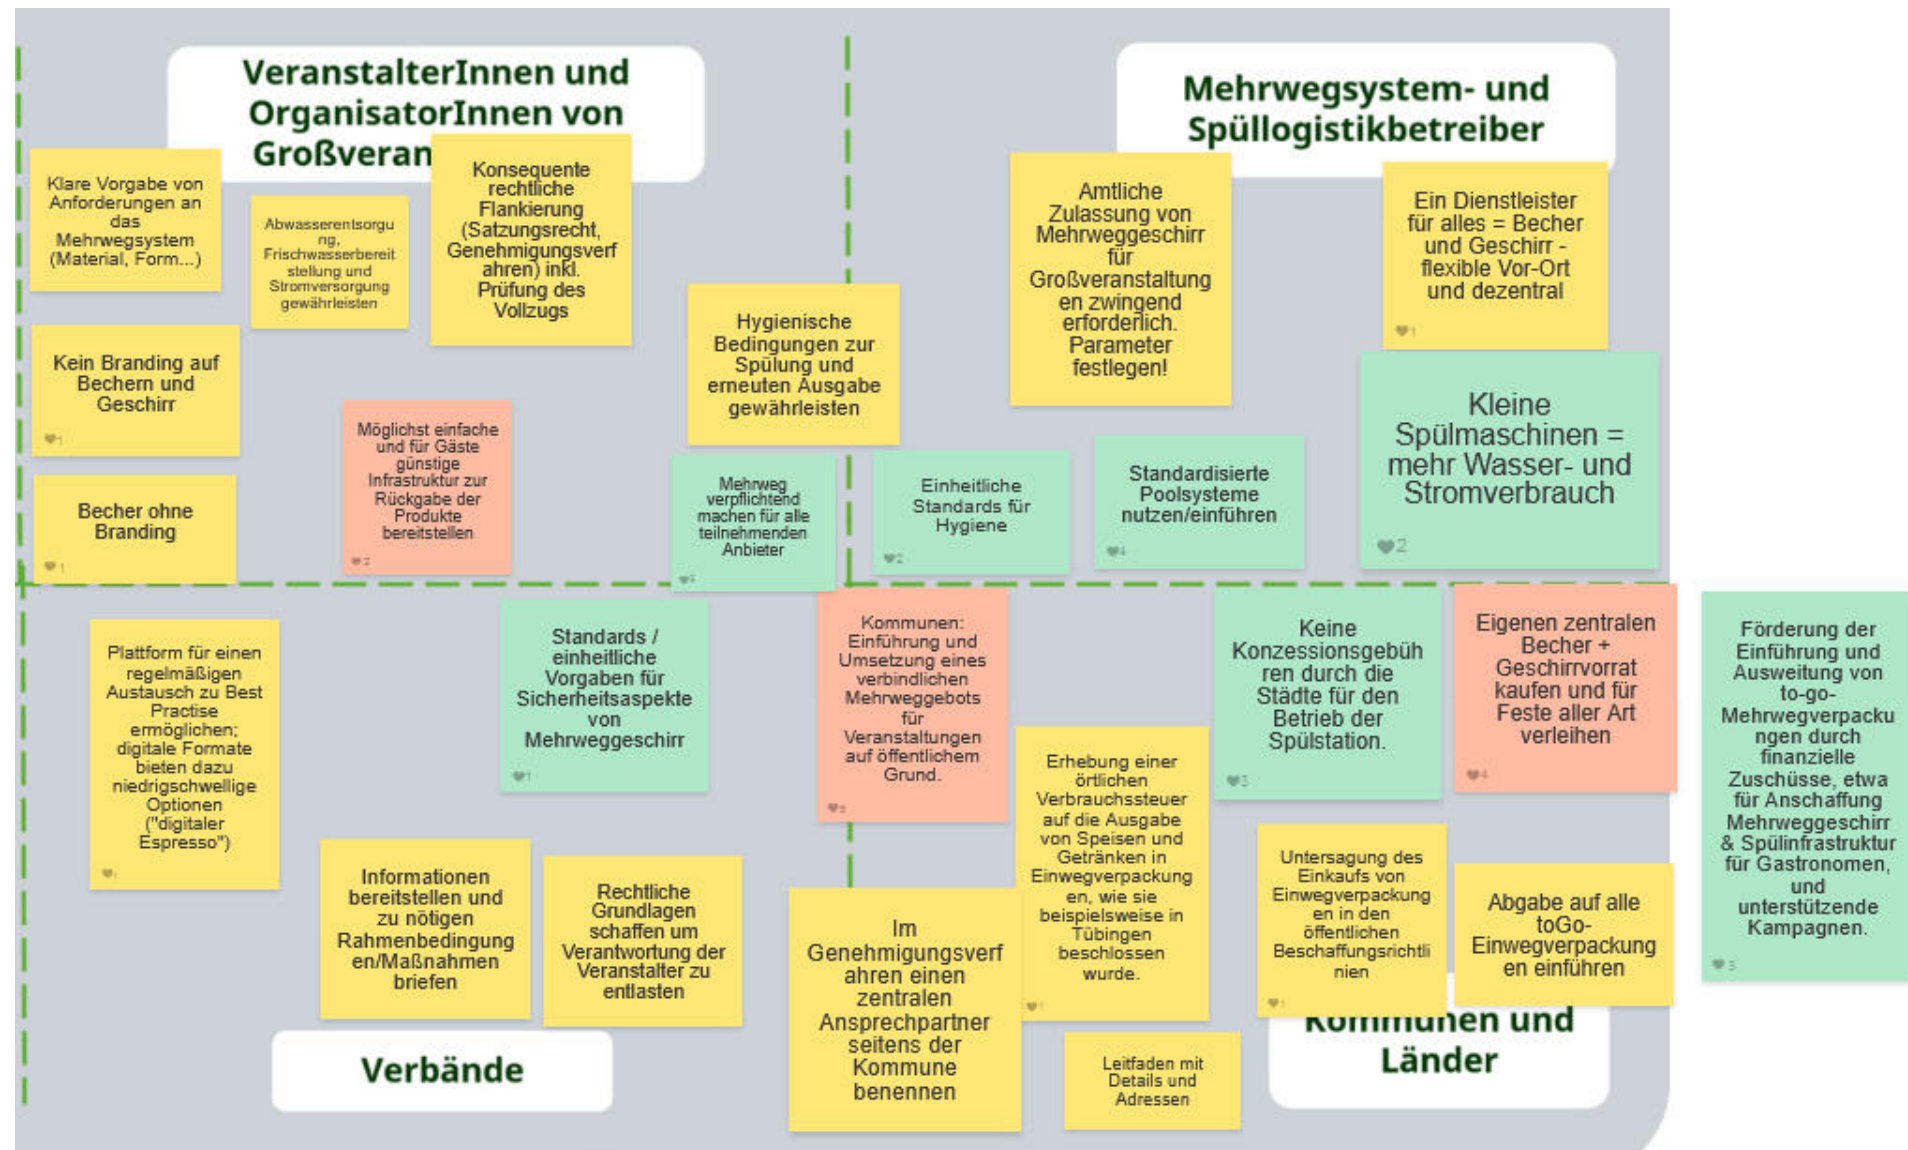 VeranstalterInnen und
OrganisatorInnen von
Großveran
Klare Vorgabe von
Anforderungen an
das
Mehrwegsystem
(Material, Form...)
Abwasserentsorgu
ng,
Frischwasserbereit
stellung und
Stromversorgung
gewährleisten
Konsequente
rechtliche
Flankierung
(Satzungsrecht,
Genehmigungsverf
ahren) inkl.
Prüfung des
Vollzugs
Kein Branding auf
Bechern und
Geschirr
1
Becher ohne
Branding
1
Möglichst einfache
und für Gäste
günstige
Infrastruktur zur
Rückgabe der
Produkte
bereitstellen
Hygienische
Bedingungen zur
Spülung und
erneuten Ausgabe
gewährleisten
Mehrweg
verpflichtend
machen für alle
teilnehmenden
Anbieter
Mehrwegsystem- und
Spüllogistikbetreiber
Amtliche
Zulassung von
Mehrweggeschirr
für
Großveranstaltung
en zwingend
erforderlich.
Parameter
festlegen!
Ein Dienstleister
für alles = Becher
und Geschirr -
flexible Vor-Ort
und dezentral
1
Einheitliche
Standards für
Hygiene
2
Standardisierte
Poolsysteme
nutzen/einführen
4
Kleine
Spülmaschinen =
mehr Wasser- und
Stromverbrauch
2
Plattform für einen
regelmäßigen
Austausch zu Best
Practise
ermöglichen;
digitale Formate
bieten dazu
niedrigschwellige
Optionen
("digitaler
Espresso")
1
Standards /
einheitliche
Vorgaben für
Sicherheitsaspekte
von
Mehrweggeschirr
1
Informationen
bereitstellen und
zu nötigen
Rahmenbedingung
en/Maßnahmen
briefen
Rechtliche
Grundlagen
schaffen um
Verantwortung der
Veranstalter zu
entlasten
Verbände
Kommunen:
Einführung und
Umsetzung eines
verbindlichen
Mehrweggebots
für
Veranstaltungen
auf öffentlichem
Grund.
Im
Genehmigungsverf
ahren einen
zentralen
Ansprechpartner
seitens der
Kommune
benennen
Erhebung einer
örtlichen
Verbrauchssteuer
auf die Ausgabe
von Speisen und
Getränken in
Einwegverpackung
en, wie sie
beispielsweise in
Tübingen
beschlossen
wurde.
1
Leitfaden mit
Details und
Adressen
Keine
Konzessionsgebüh
ren durch die
Städte für den
Betrieb der
Spülstation.
3
Eigenen zentralen
Becher +
Geschirrvorrat
kaufen und für
Feste aller Art
verleihen
4
Untersagung des
Einkaufs von
Einwegverpackung
en in den
öffentlichen
Beschaffungsrichtli
nien
1
Abgabe auf alle
toGo-
Einwegverpackung
en einführen
Kommunen und
Länder
Förderung der
Einführung und
Ausweitung von
to-go-
Mehrwegverpacku
ngen durch
finanzielle
Zuschüsse, etwa
für Anschaffung
Mehrweggeschirr
& Spülinfrastruktur
für Gastronomen,
und
unterstützende
Kampagnen.